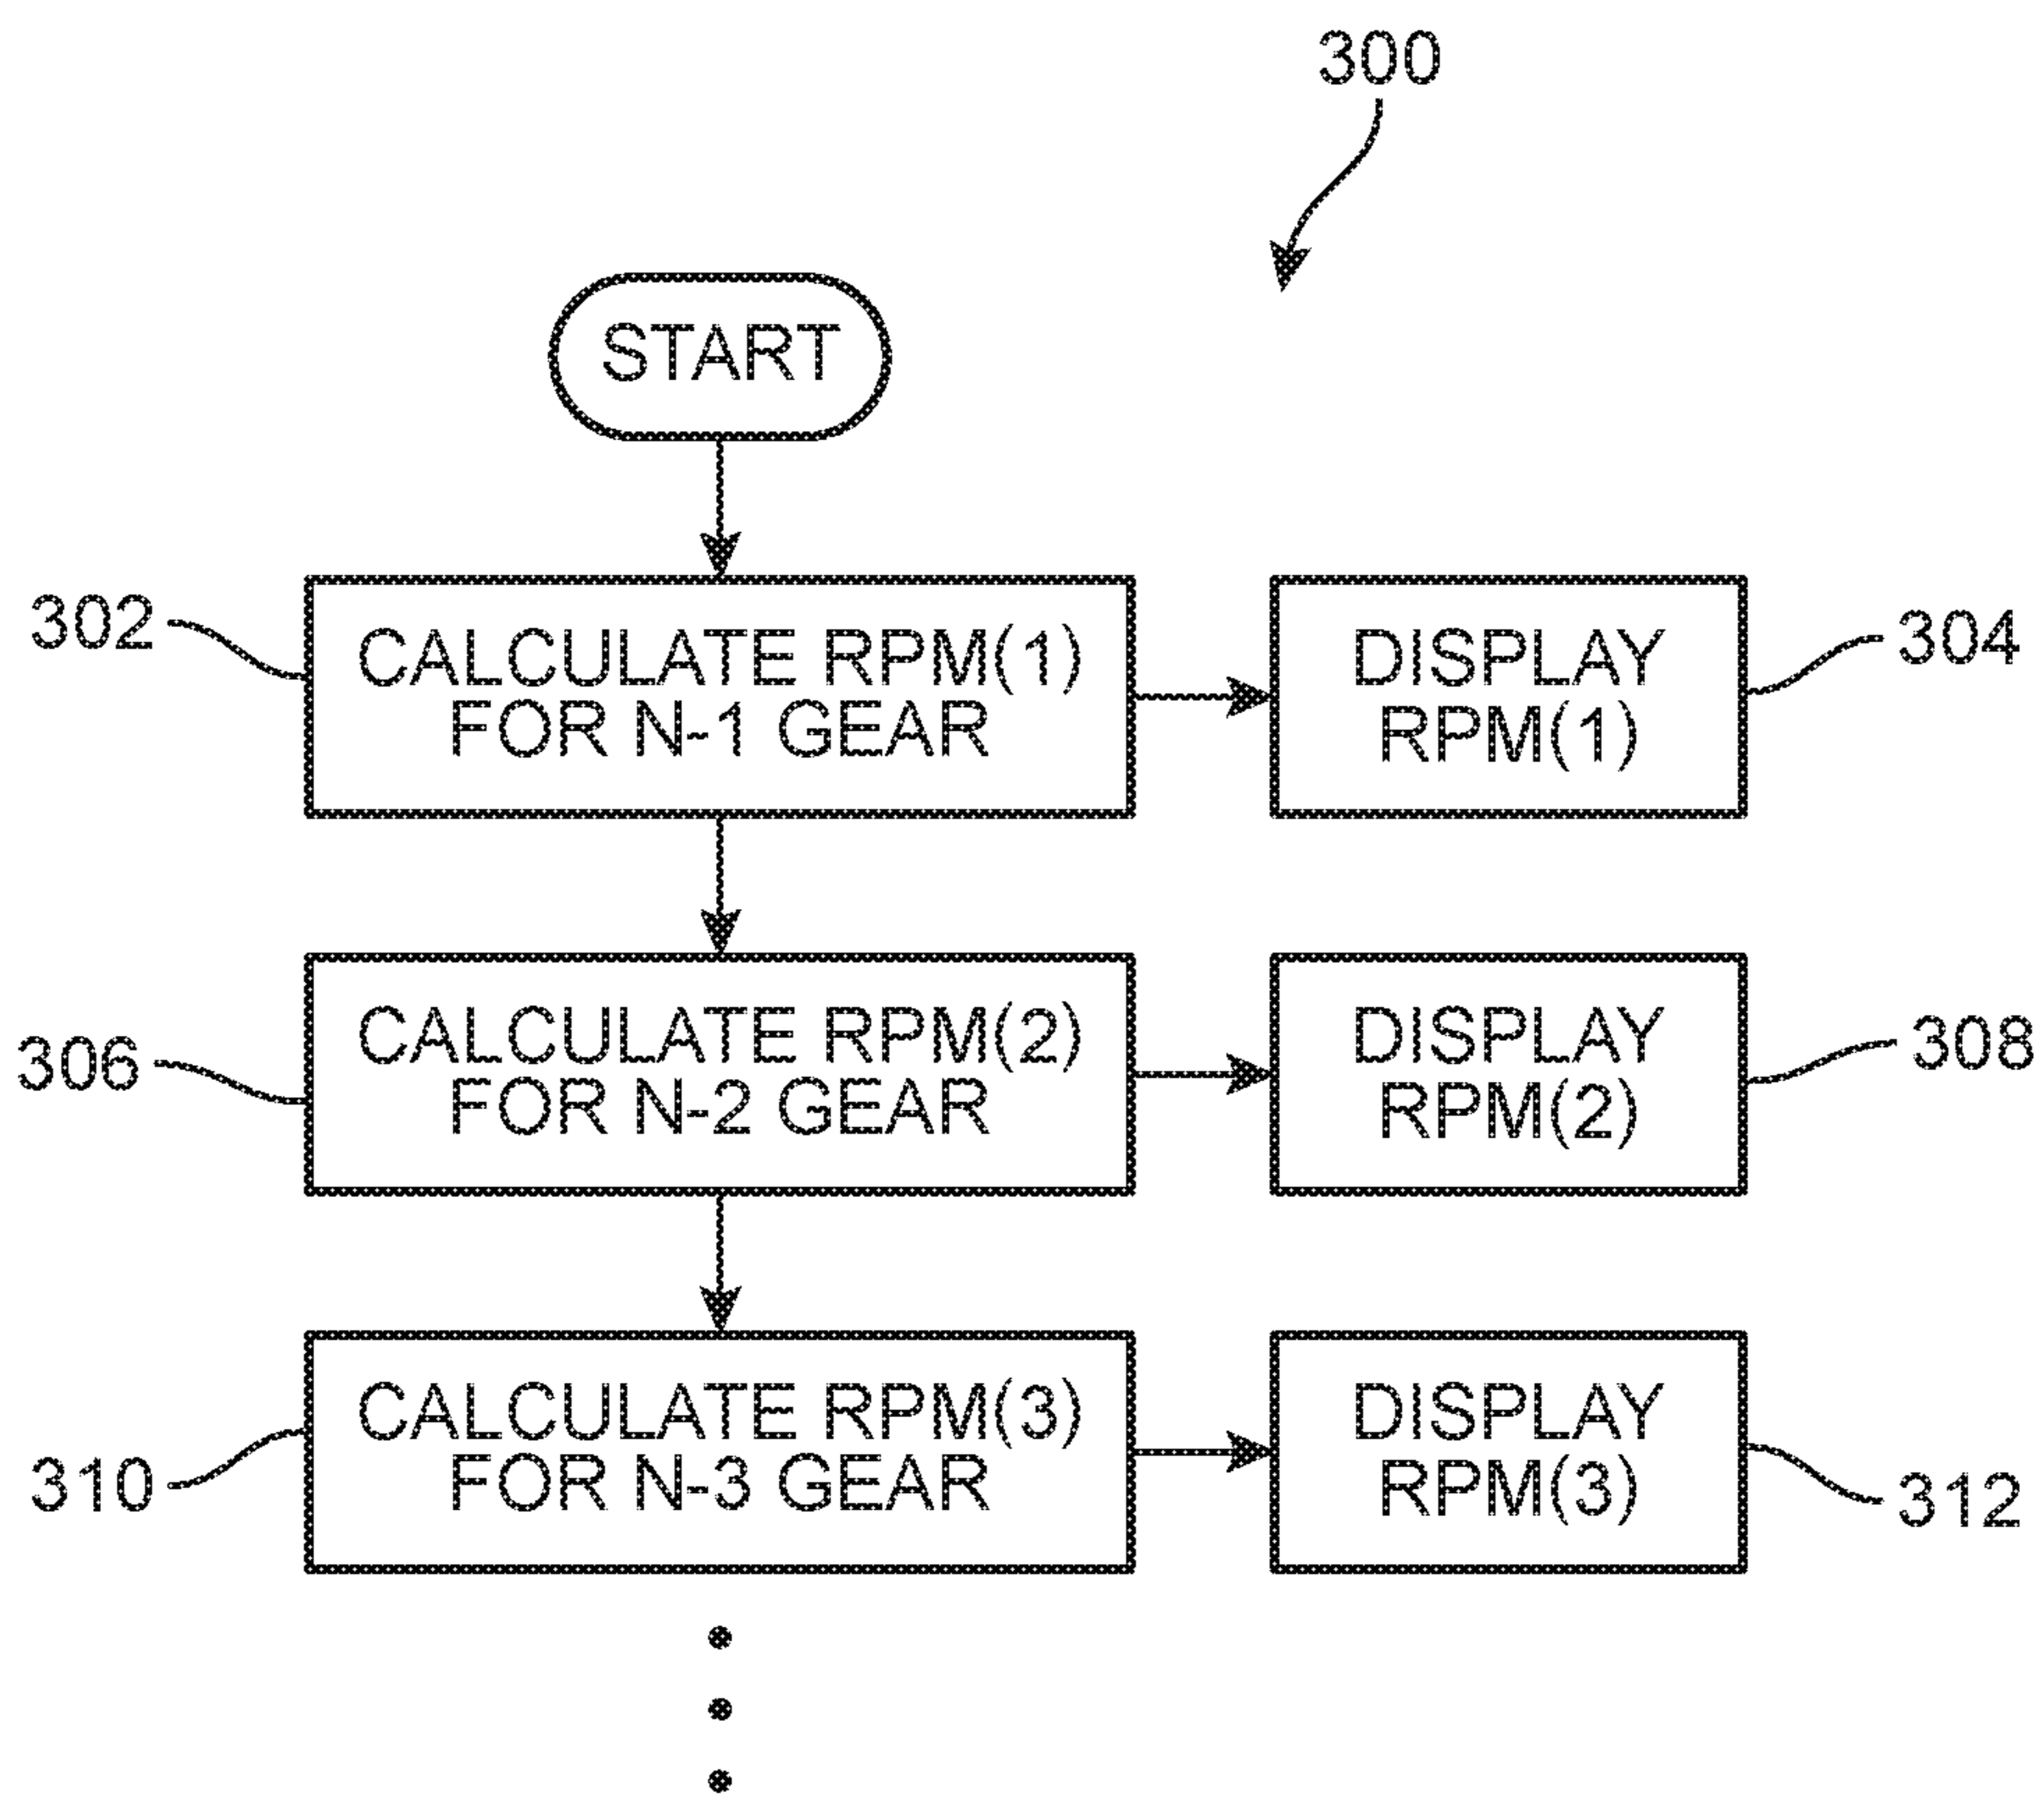 300
START
302
CALCULATE RPM(1)
FOR N-1 GEAR
DISPLAY
RPM(1)
304
306
CALCULATE RPM(2)
FOR N-2 GEAR
DISPLAY
RPM(2)
308
310
CALCULATE RPM(3)
FOR N-3 GEAR
DISPLAY
RPM(3)
312